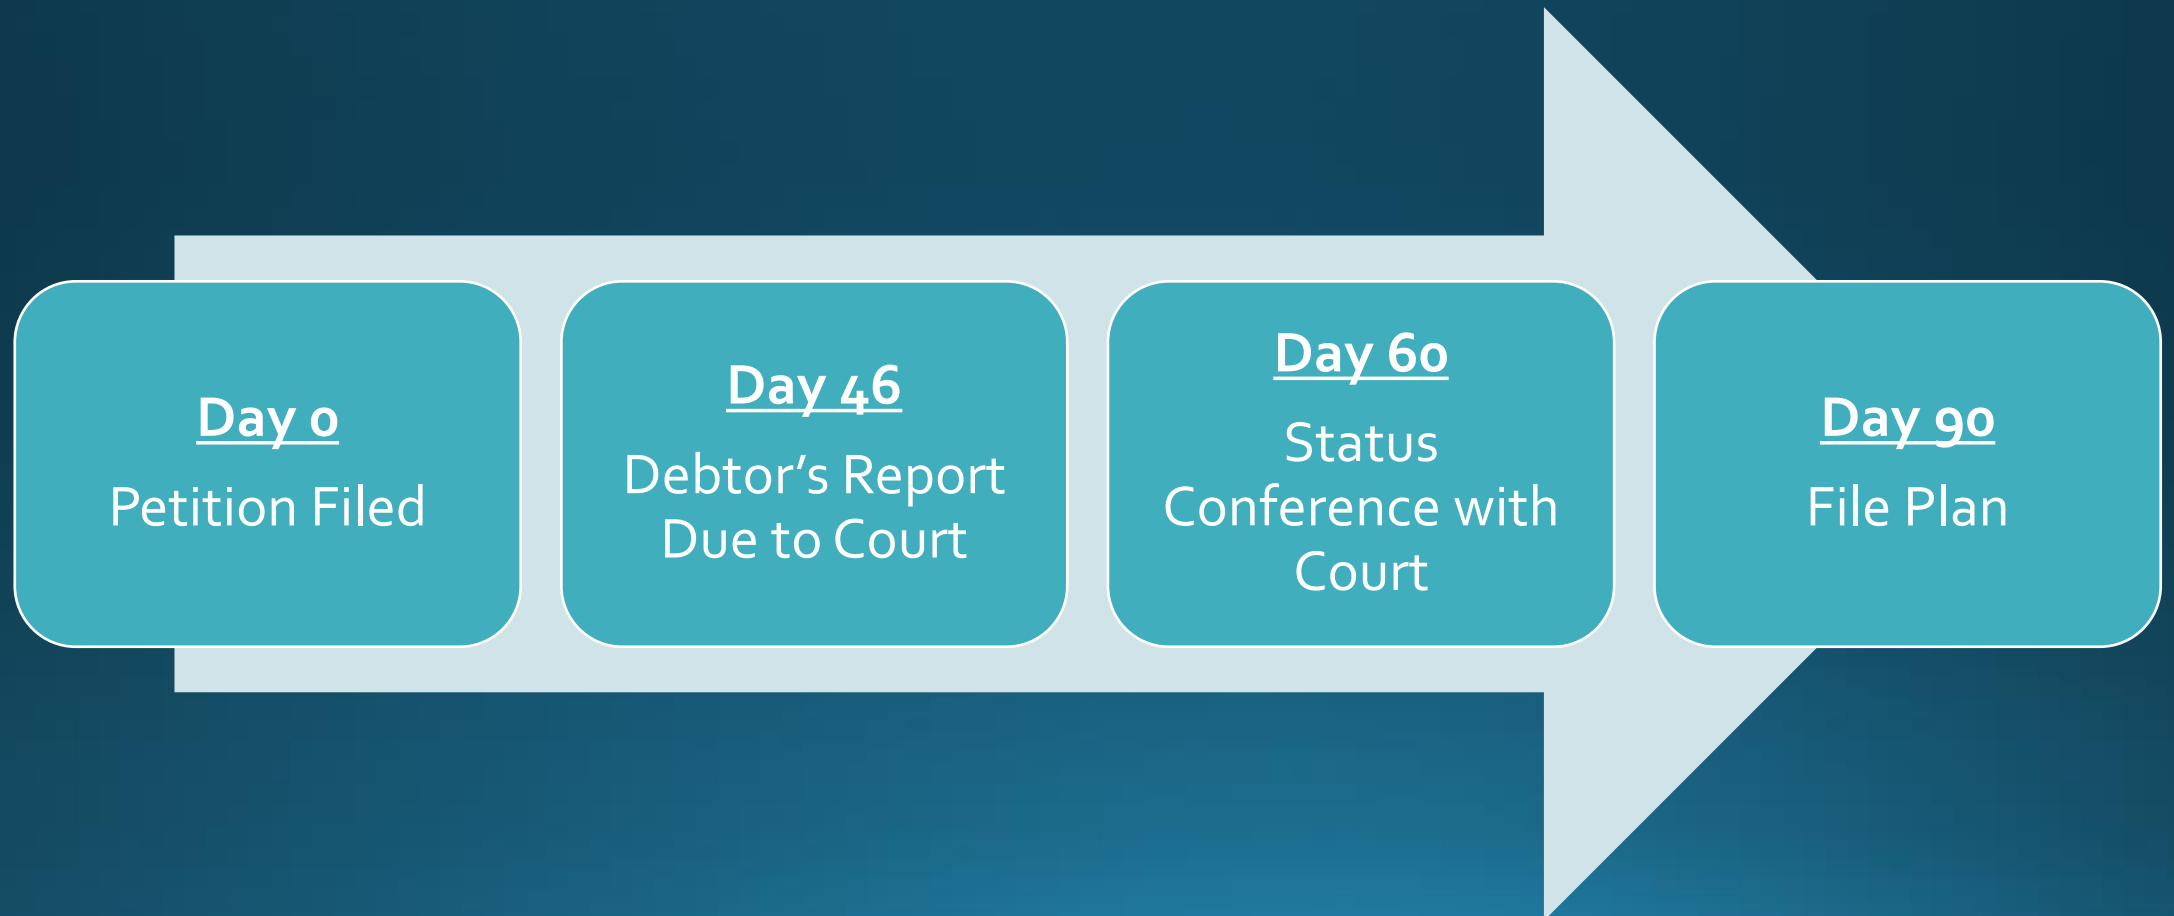 Day 0
Petition Filed
Day 46
Debtor’s Report
Due to Court
Day 60
Status
Conference with
Court
Day 90
File Plan